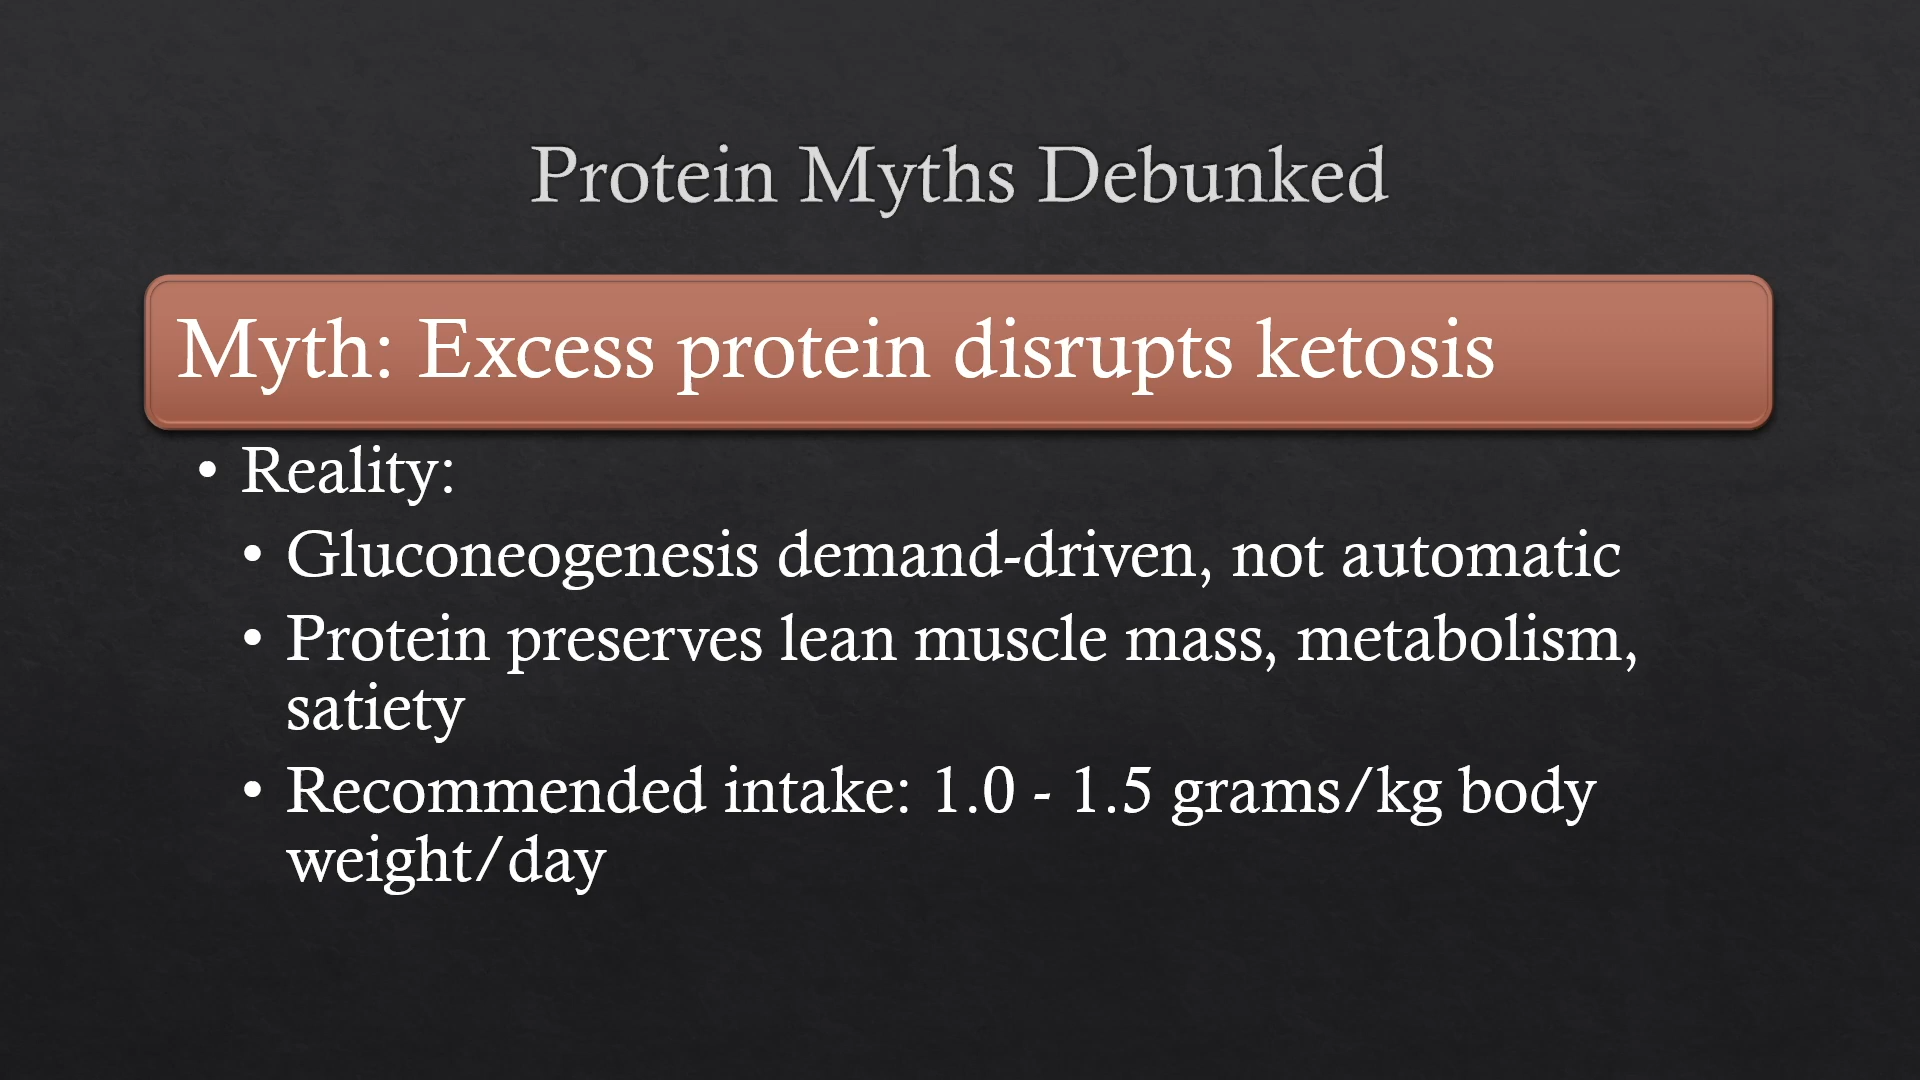 Protein Myths Debunked
Myth: Excess protein disrupts ketosis
• Reality:
• Gluconeogenesis demand-driven, not automatic
• Protein preserves lean muscle mass, metabolism,
satiety
• Recommended intake: 1.0 - 1.5 grams/kg body
weight/day